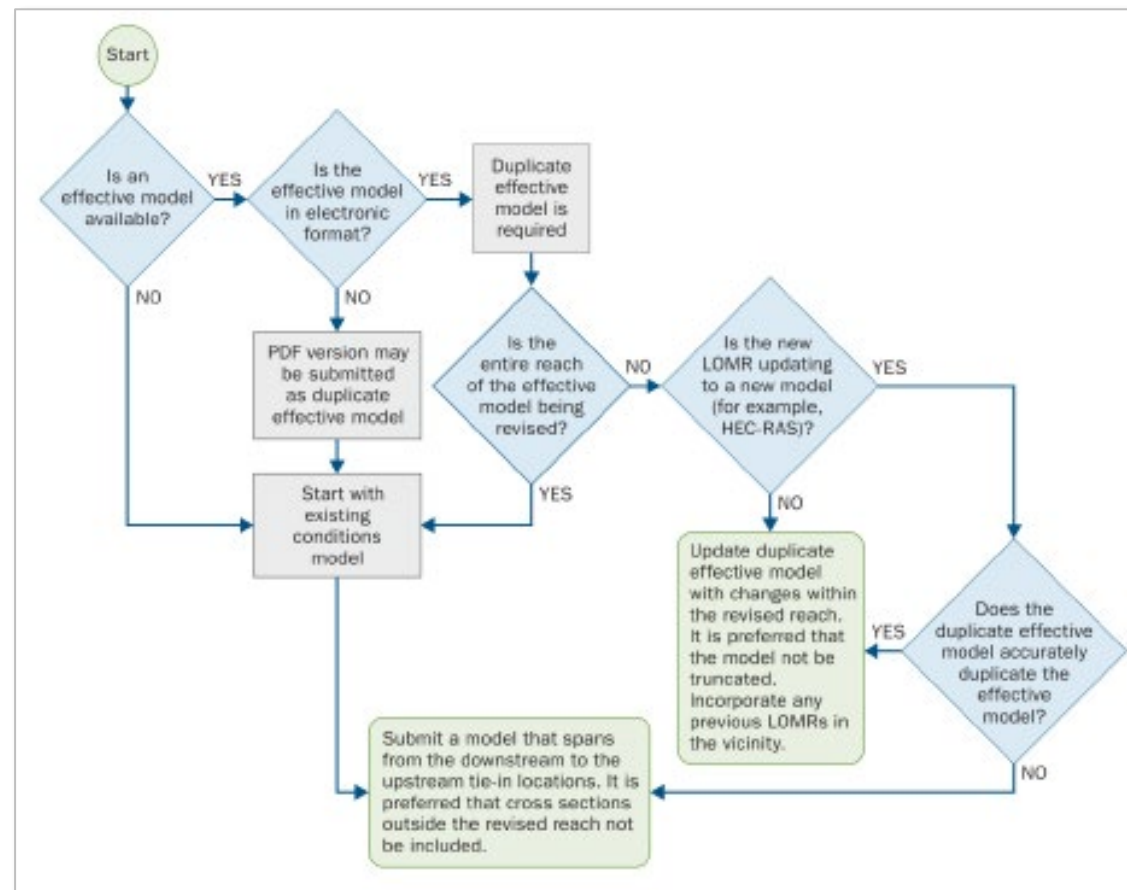 Start
Is an
effective model
available?
YES
NO
Is the
effective model
in electronic
format?
YES
NO
Duplicate
effective
model is
required
PDF version may
be submitted
as duplicate
effective model
Is the
entire reach
of the effective
model being
revised?
NO
YES
Is the new
LOMR updating
to a new model
(for example,
HEC-RAS)?
YES
NO
Start with
existing
conditions
model
Update duplicate
effective model
with changes within
the revised reach.
It is preferred that
the model not be
truncated.
Incorporate any
previous LOMRs in
the vicinity.
YES
Does the
duplicate effective
model accurately
duplicate the
effective
model?
NO
Submit a model that spans
from the downstream to the
upstream tie-in locations. It is
preferred that cross sections
outside the revised reach not
be included.